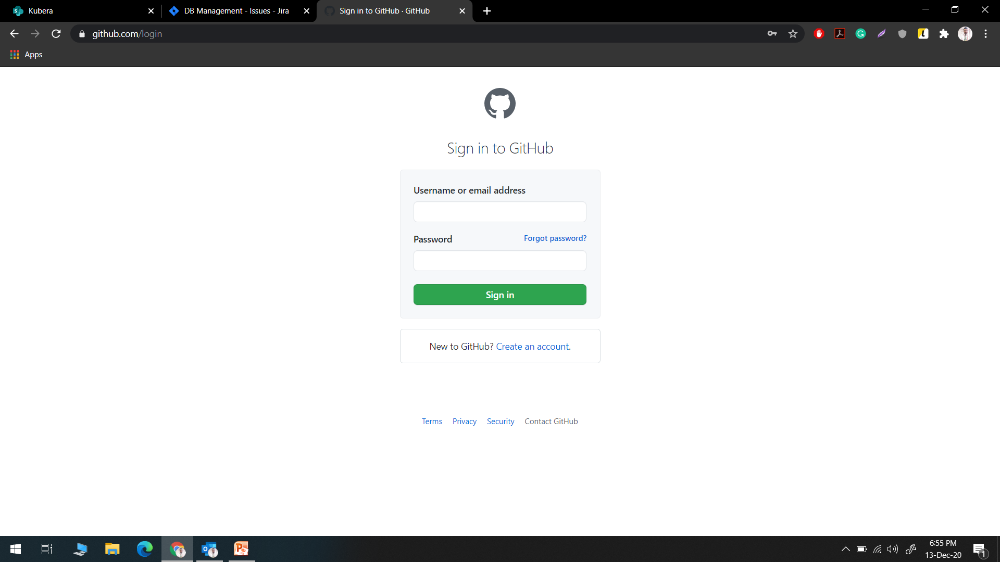 Kubera
DB Management - Issues - Jira
Sign in to GitHub · GitHub
github.com/login
Apps
Sign in to GitHub
Username or email address
Password
Forgot password?
Sign in
New to GitHub? Create an account.
Terms
Privacy
Security
Contact GitHub
6:55 PM
13-Dec-20
1